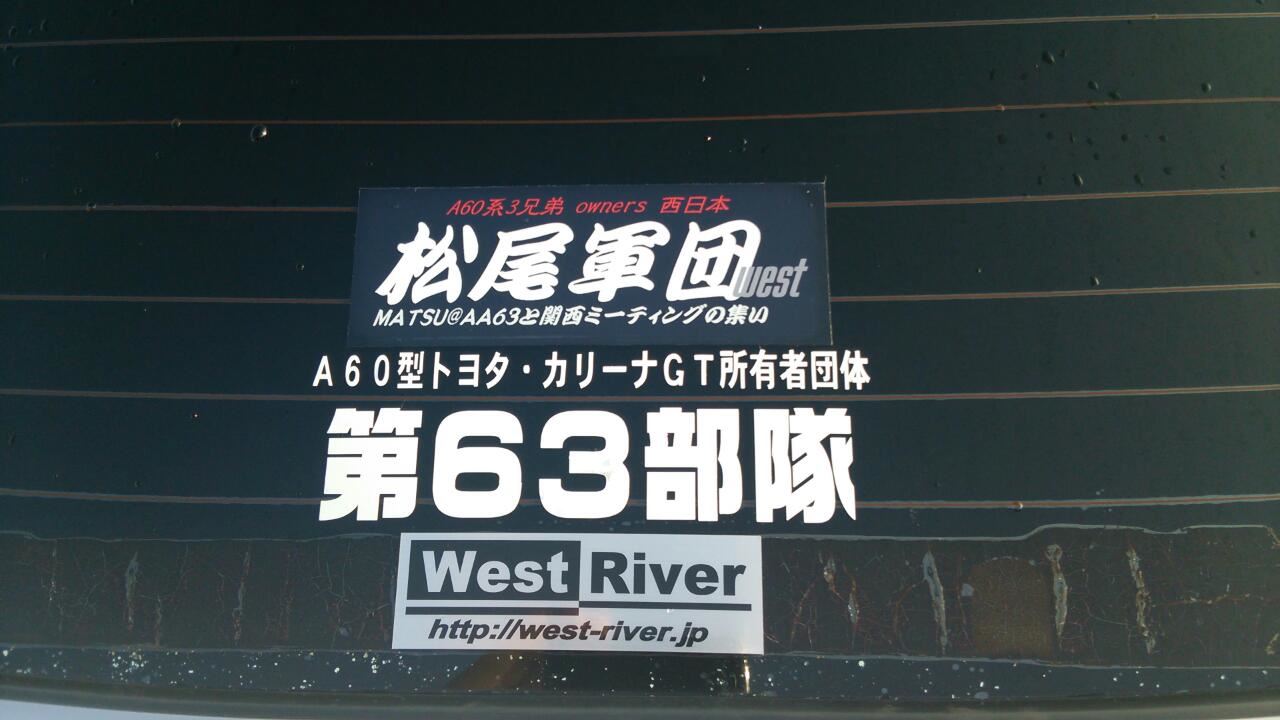 A60系3兄弟 owners 西日本
松尾軍団west
MATSU@AA63と関西ミーティングの集い
A60型トヨタ・カリーナGT所有者団体
第63部隊
West River
http://west-river.jp